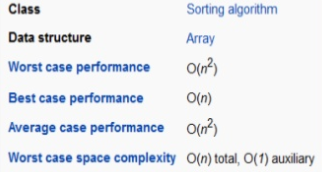 Class Sorting algorithm
Data structure Array
Worst case performance O(n²)
Best case performance O(n)
Average case performance O(n²)
Worst case space complexity O(n) total, O(1) auxiliary